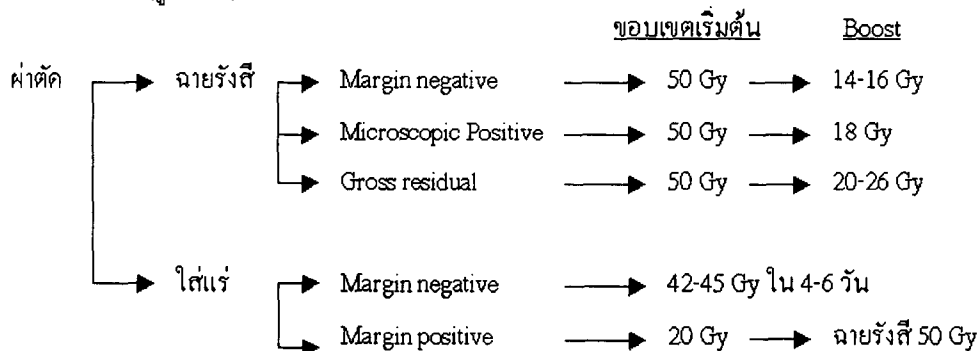 ขอบเขตเริ่มต้น Boost
ผ่าตัด ฉายรังสี Margin negative 50 Gy 14-16 Gy
Microscopic Positive 50 Gy 18 Gy
Gross residual 50 Gy 20-26 Gy
ใส่แร่ Margin negative 42-45 Gy ใน 4-6 วัน
Margin positive 20 Gy ฉายรังสี 50 Gy